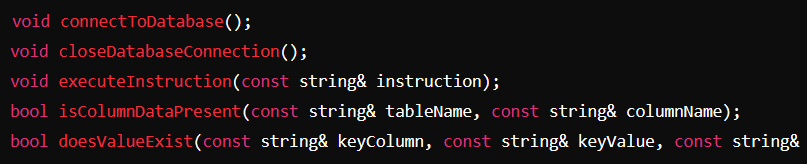 void connectToDatabase();
void closeDatabaseConnection();
void executeInstruction(const string& instruction);
bool isColumnDataPresent(const string& tableName, const string& columnName);
bool doesValueExist(const string& keyColumn, const string& keyValue, const string&